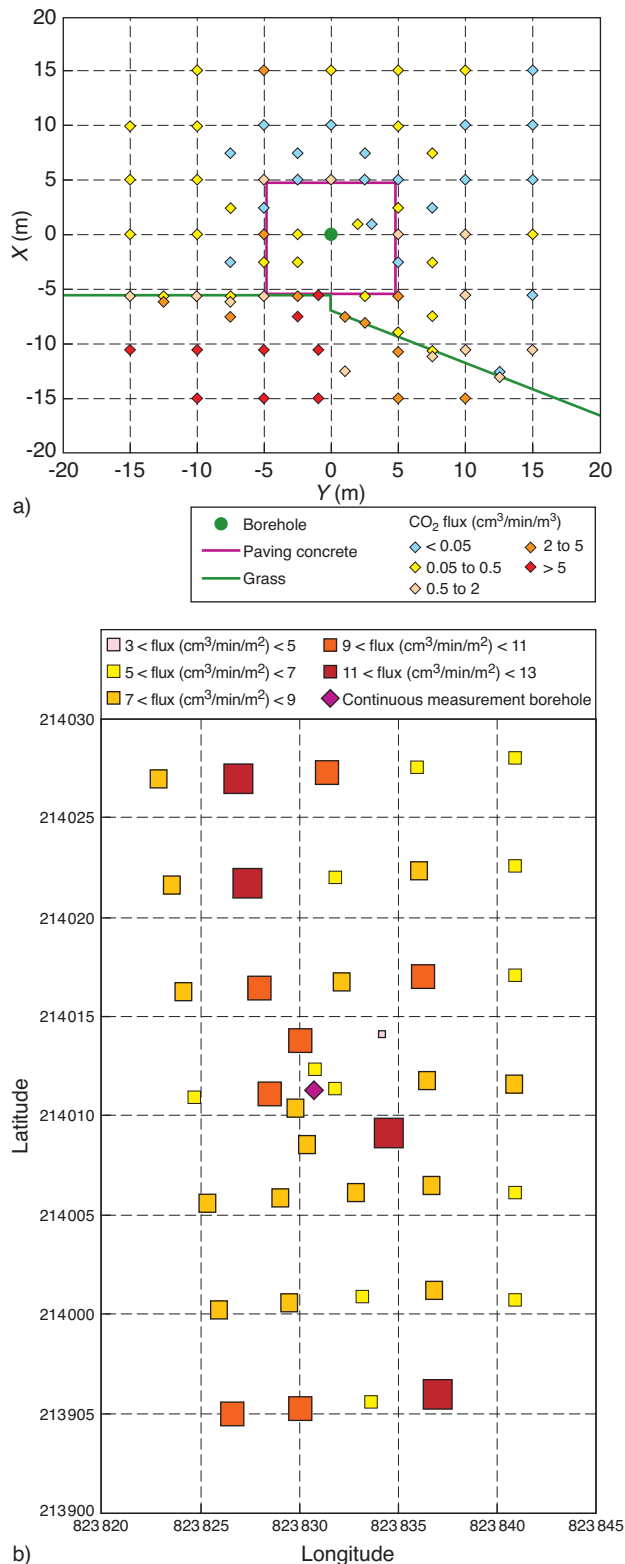 20
15
10
5
0
-5
-10
-15
-20
X (m)
-20 -15 -10 -5 0 5 10 15 20
Y (m)
a)
Borehole
Paving concrete
Grass
CO₂ flux (cm³/min/m³)
< 0.05
0.05 to 0.5
0.5 to 2
2 to 5
> 5
3 < flux (cm³/min/m²) < 5
5 < flux (cm³/min/m²) < 7
7 < flux (cm³/min/m²) < 9
9 < flux (cm³/min/m²) < 11
11 < flux (cm³/min/m²) < 13
Continuous measurement borehole
214030
214025
214020
214015
214010
214005
214000
213905
213900
Latitude
823820 823825 823830 823835 823840 823845
Longitude
b)